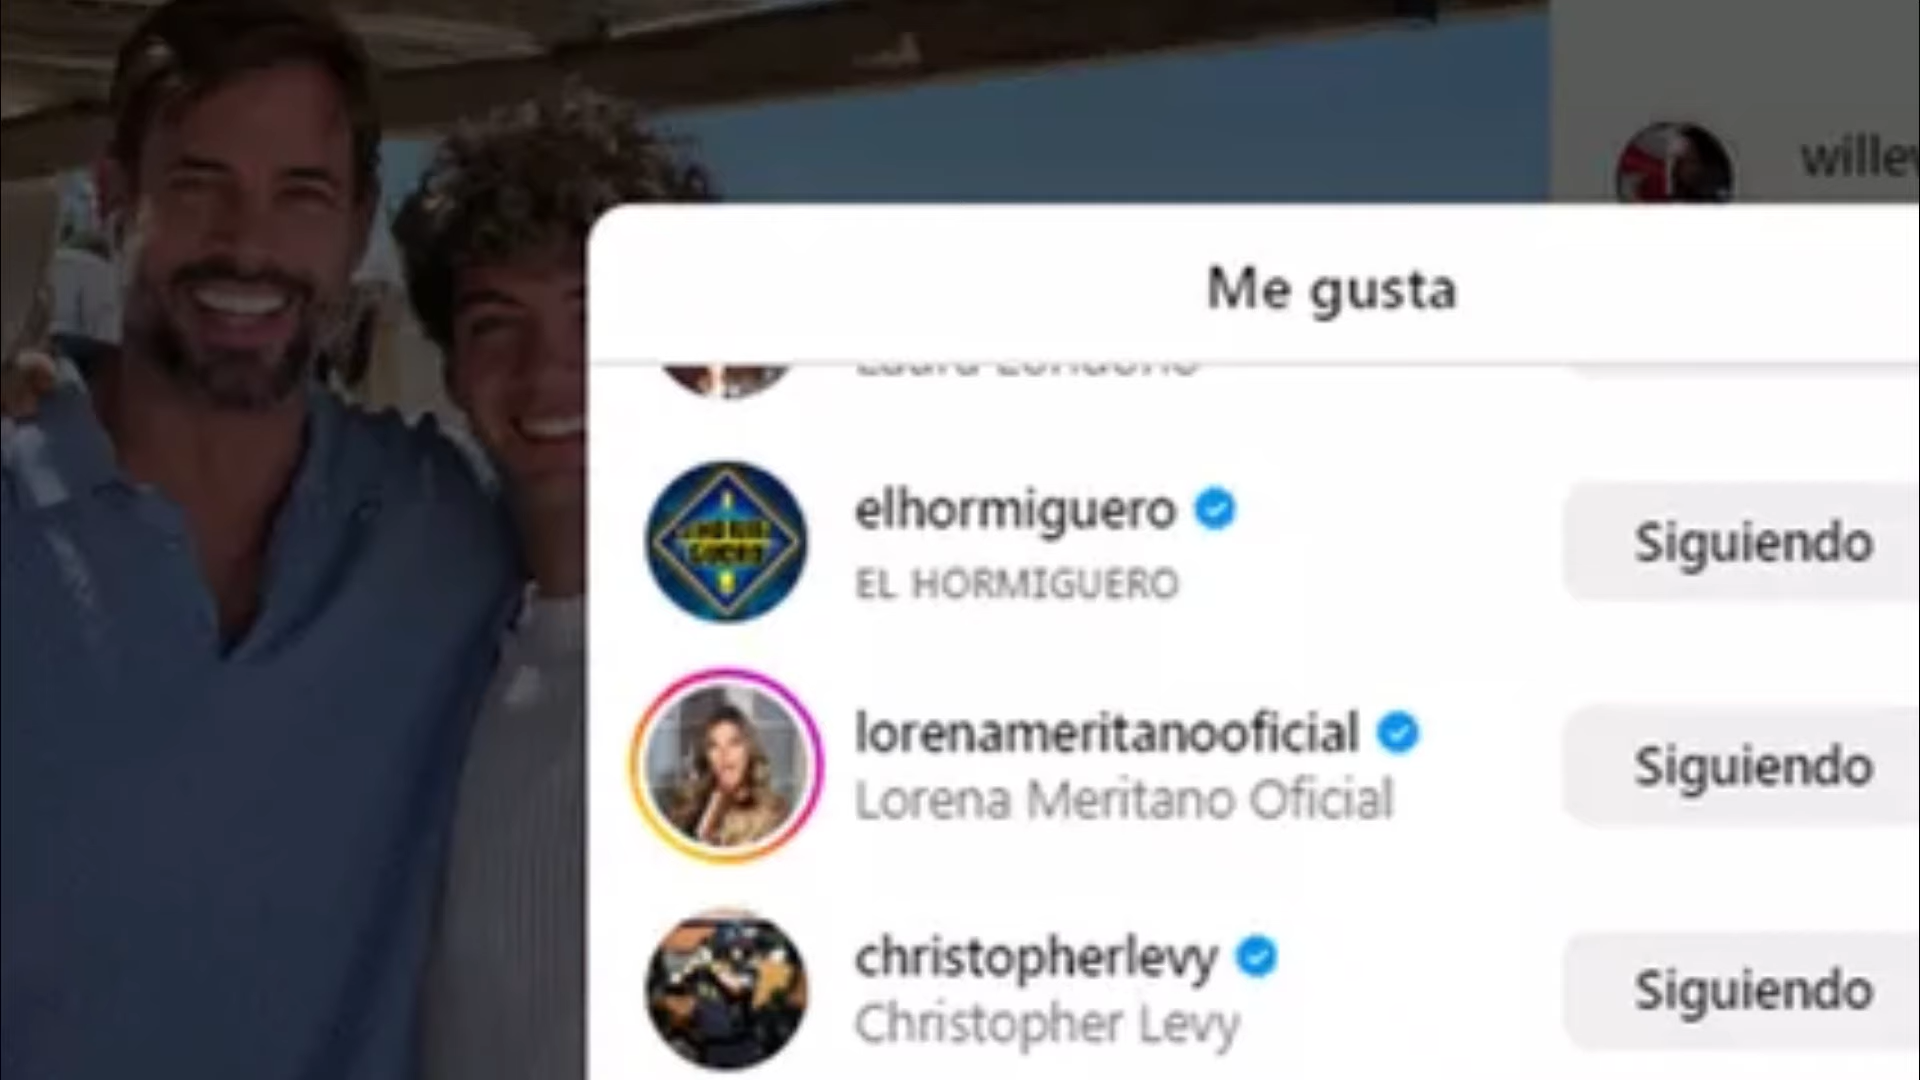 Me gusta
elhormiguero
EL HORMIGUERO
Siguiendo
lorenameritanooficial
Lorena Meritano Oficial
Siguiendo
christopherlevy
Christopher Levy
Siguiendo